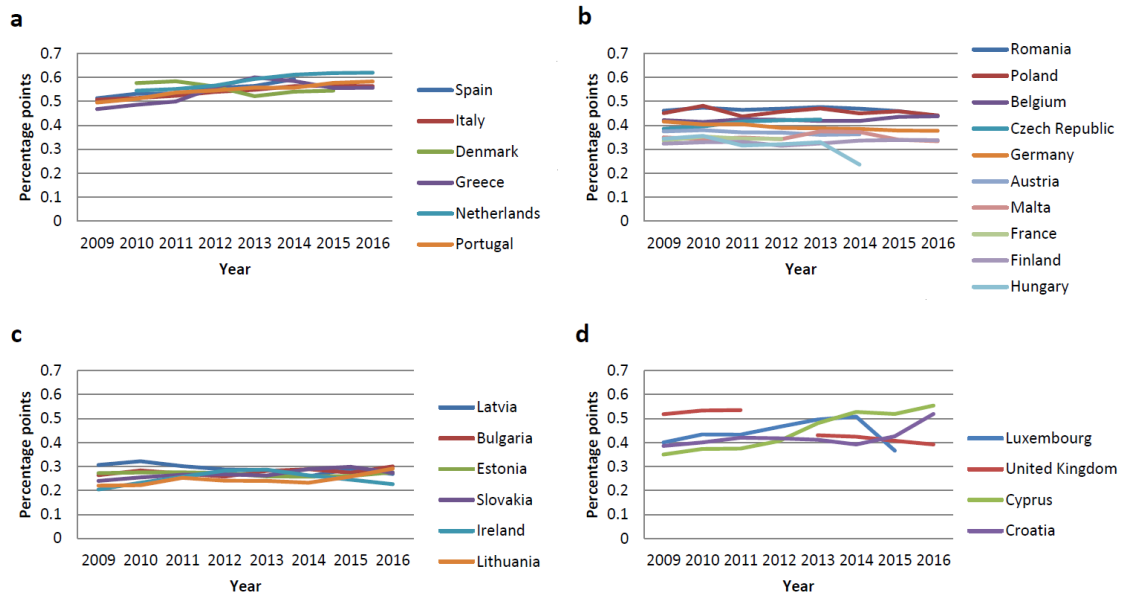 a
Percentage points
0.7
0.6
0.5
0.4
0.3
0.2
0.1
0
2009 2010 2011 2012 2013 2014 2015 2016
Year
Spain
Italy
Denmark
Greece
Netherlands
Portugal
b
Percentage points
0.7
0.6
0.5
0.4
0.3
0.2
0.1
0
2009 2010 2011 2012 2013 2014 2015 2016
Year
Romania
Poland
Belgium
Czech Republic
Germany
Austria
Malta
France
Finland
Hungary
c
Percentage points
0.7
0.6
0.5
0.4
0.3
0.2
0.1
0
2009 2010 2011 2012 2013 2014 2015 2016
Year
Latvia
Bulgaria
Estonia
Slovakia
Ireland
Lithuania
d
Percentage points
0.7
0.6
0.5
0.4
0.3
0.2
0.1
0
2009 2010 2011 2012 2013 2014 2015 2016
Year
Luxembourg
United Kingdom
Cyprus
Croatia